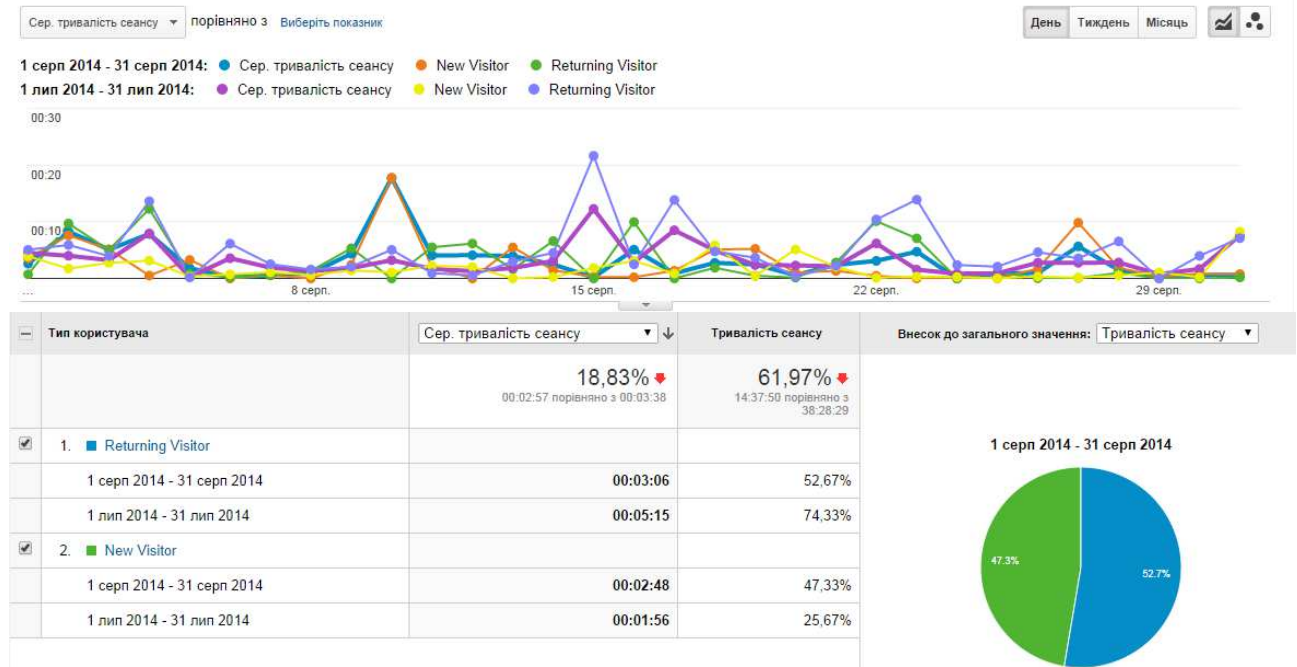 Сер. тривалість сеансу порівняно з Виберіть показник День Тиждень Місяць
1 серп 2014 - 31 серп 2014: Сер. тривалість сеансу New Visitor Returning Visitor
1 лип 2014 - 31 лип 2014: Сер. тривалість сеансу New Visitor Returning Visitor
00:30
00:20
00:10
... 8 серп. 15 серп. 22 серп. 29 серп.
Тип користувача Сер. тривалість сеансу Тривалість сеансу Внесок до загального значення: Тривалість сеансу
18,83% 61,97%
00:02:57 порівняно з 00:03:38 14:37:50 порівняно з
38:28:29
1. Returning Visitor 1 серп 2014 - 31 серп 2014
1 серп 2014 - 31 серп 2014 00:03:06 52,67%
1 лип 2014 - 31 лип 2014 00:05:15 74,33%
2. New Visitor
47.3% 52.7%
1 серп 2014 - 31 серп 2014 00:02:48 47,33%
1 лип 2014 - 31 лип 2014 00:01:56 25,67%